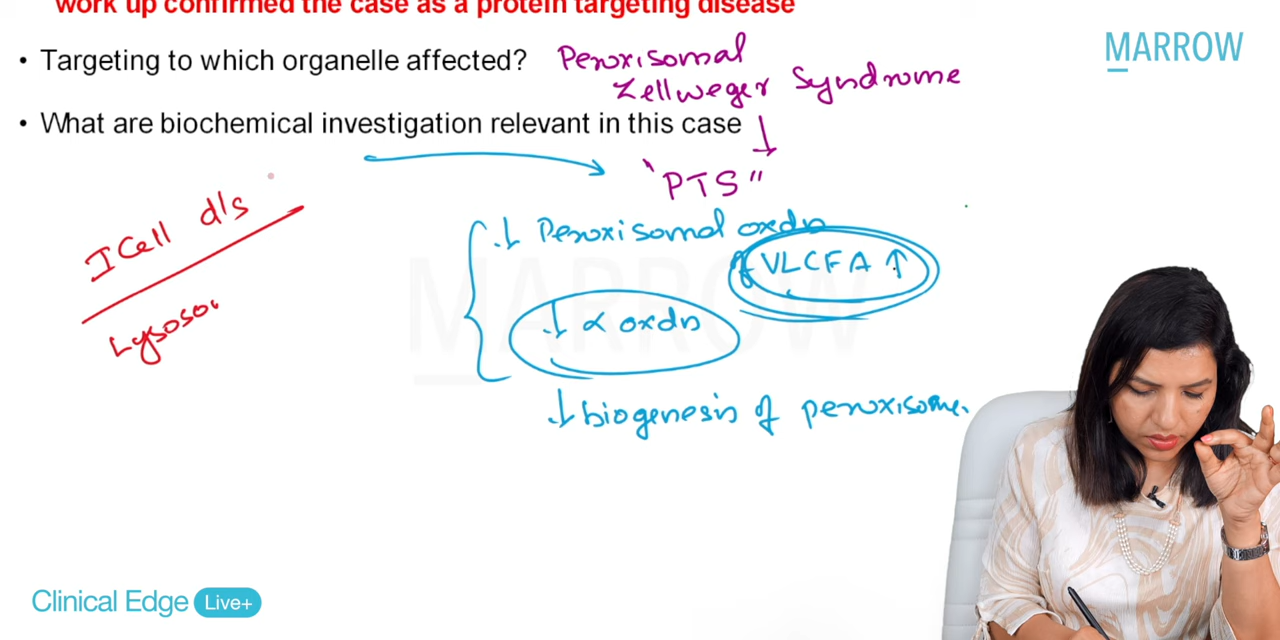 work up confirmed the case as a protein targeting disease
MARROW
• Targeting to which organelle affected? Peroxisomal
Zellweger Syndrome
• What are biochemical investigation relevant in this case
"PTS"
I Cell d/s
Lysoso
↓ Peroxisomal oxdn
VLCFA ↑
MARROW
↓ α oxdn
↓ biogenesis of peroxisome.
Clinical Edge Live+